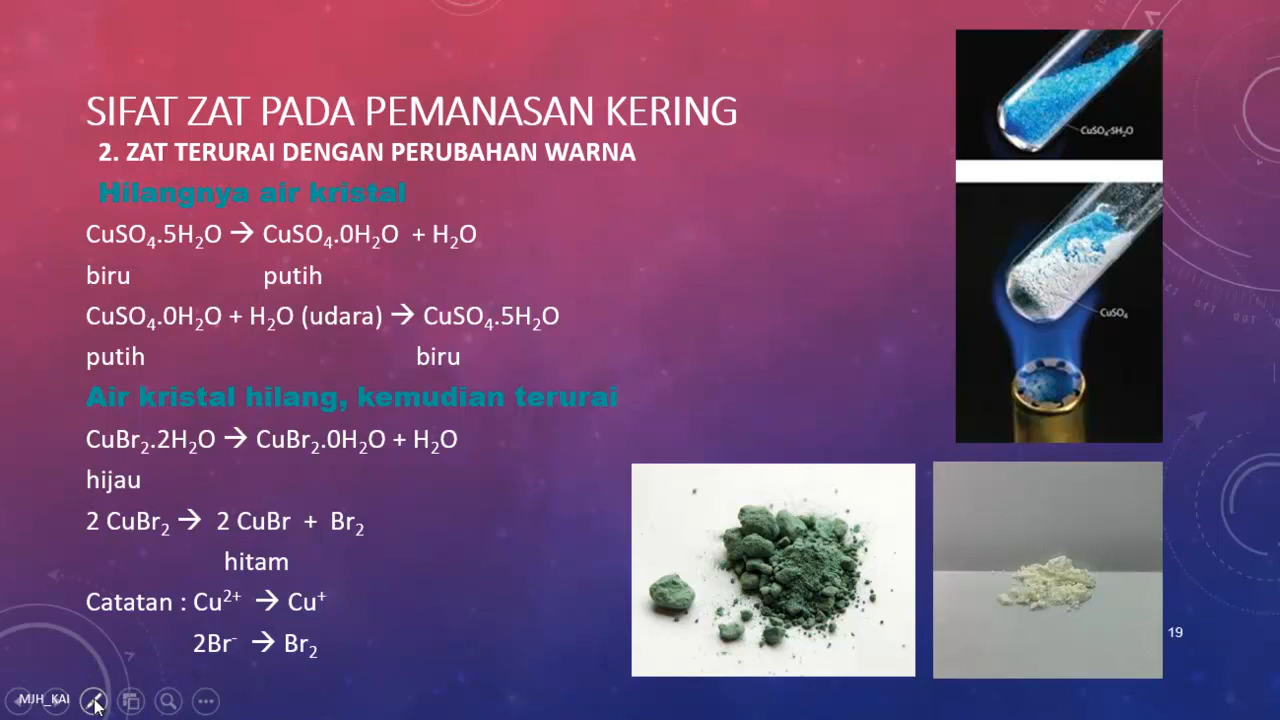 SIFAT ZAT PADA PEMANASAN KERING
2. ZAT TERURAI DENGAN PERUBAHAN WARNA
Hilangnya air kristal
CuSO₄.5H₂O → CuSO₄.0H₂O + H₂O
biru putih
CuSO₄.0H₂O + H₂O (udara) → CuSO₄.5H₂O
putih biru
Air kristal hilang, kemudian terurai
CuBr₂.2H₂O → CuBr₂.0H₂O + H₂O
hijau
2 CuBr₂ → 2 CuBr + Br₂
hitam
Catatan : Cu²⁺ → Cu⁺
2Br⁻ → Br₂
CuSO₄·5H₂O
CuSO₄
19
MJH_KAI